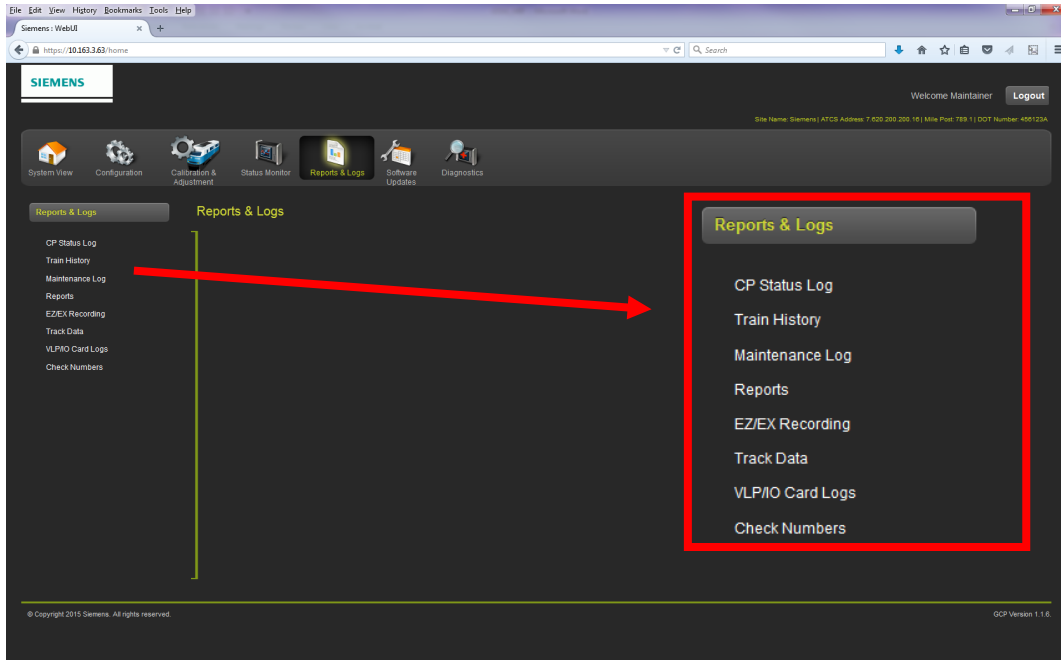 File Edit View History Bookmarks Tools Help
Siemens : WebUI × +
https://10.163.3.63/home
Search
SIEMENS
Welcome Maintainer Logout
Site Name: Siemens | ATCS Address: 7.620.200.200.16 | Mile Post: 789.1 | DOT Number: 456123A
System View Configuration Calibration & Adjustment Status Monitor Reports & Logs Software Updates Diagnostics
Reports & Logs
CP Status Log
Train History
Maintenance Log
Reports
EZ/EX Recording
Track Data
VLP/IO Card Logs
Check Numbers
Reports & Logs
Reports & Logs
CP Status Log
Train History
Maintenance Log
Reports
EZ/EX Recording
Track Data
VLP/IO Card Logs
Check Numbers
© Copyright 2015 Siemens. All rights reserved.
GCP Version 1.1.6.